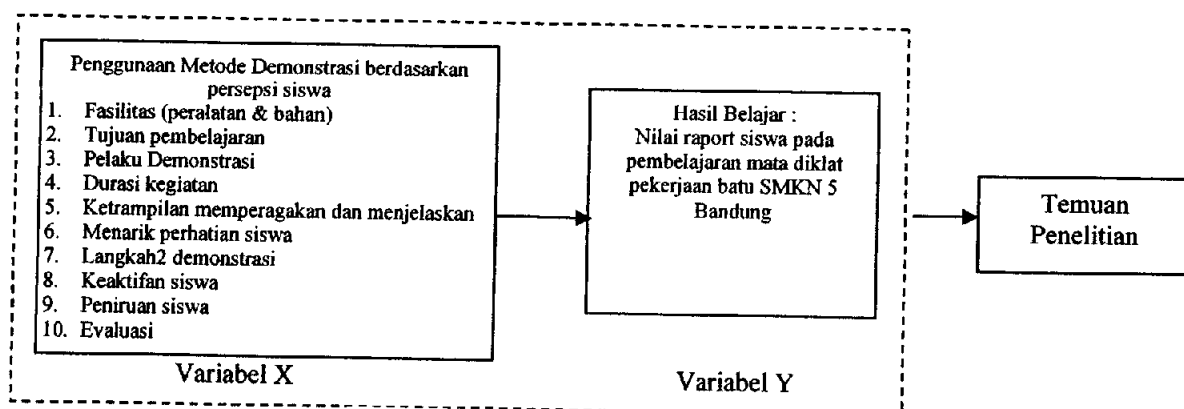 Penggunaan Metode Demonstrasi berdasarkan
persepsi siswa
1. Fasilitas (peralatan & bahan)
2. Tujuan pembelajaran
3. Pelaku Demonstrasi
4. Durasi kegiatan
5. Ketrampilan memperagakan dan menjelaskan
6. Menarik perhatian siswa
7. Langkah2 demonstrasi
8. Keaktifan siswa
9. Peniruan siswa
10. Evaluasi
Variabel X
Hasil Belajar :
Nilai raport siswa pada
pembelajaran mata diklat
pekerjaan batu SMKN 5
Bandung
Variabel Y
Temuan
Penelitian